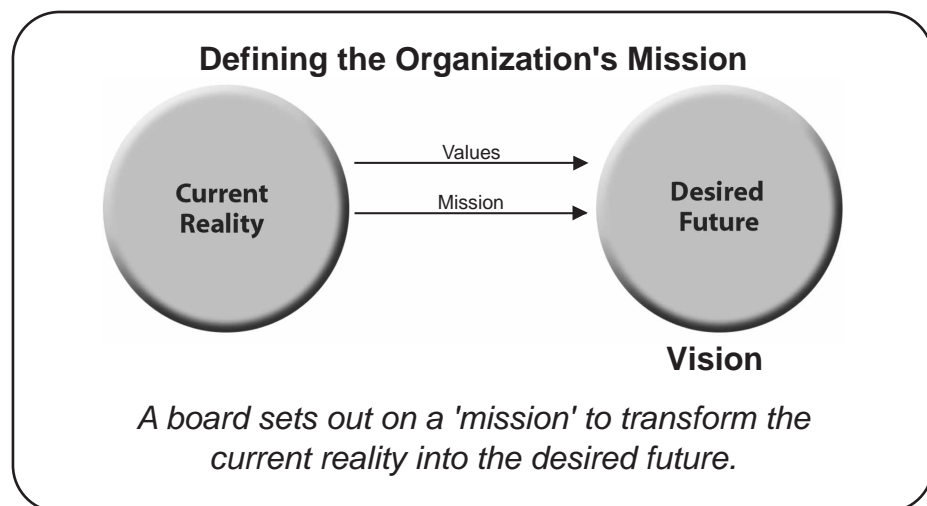 Defining the Organization's Mission
Values
Mission
Current
Reality
Desired
Future
Vision
A board sets out on a 'mission' to transform the
current reality into the desired future.